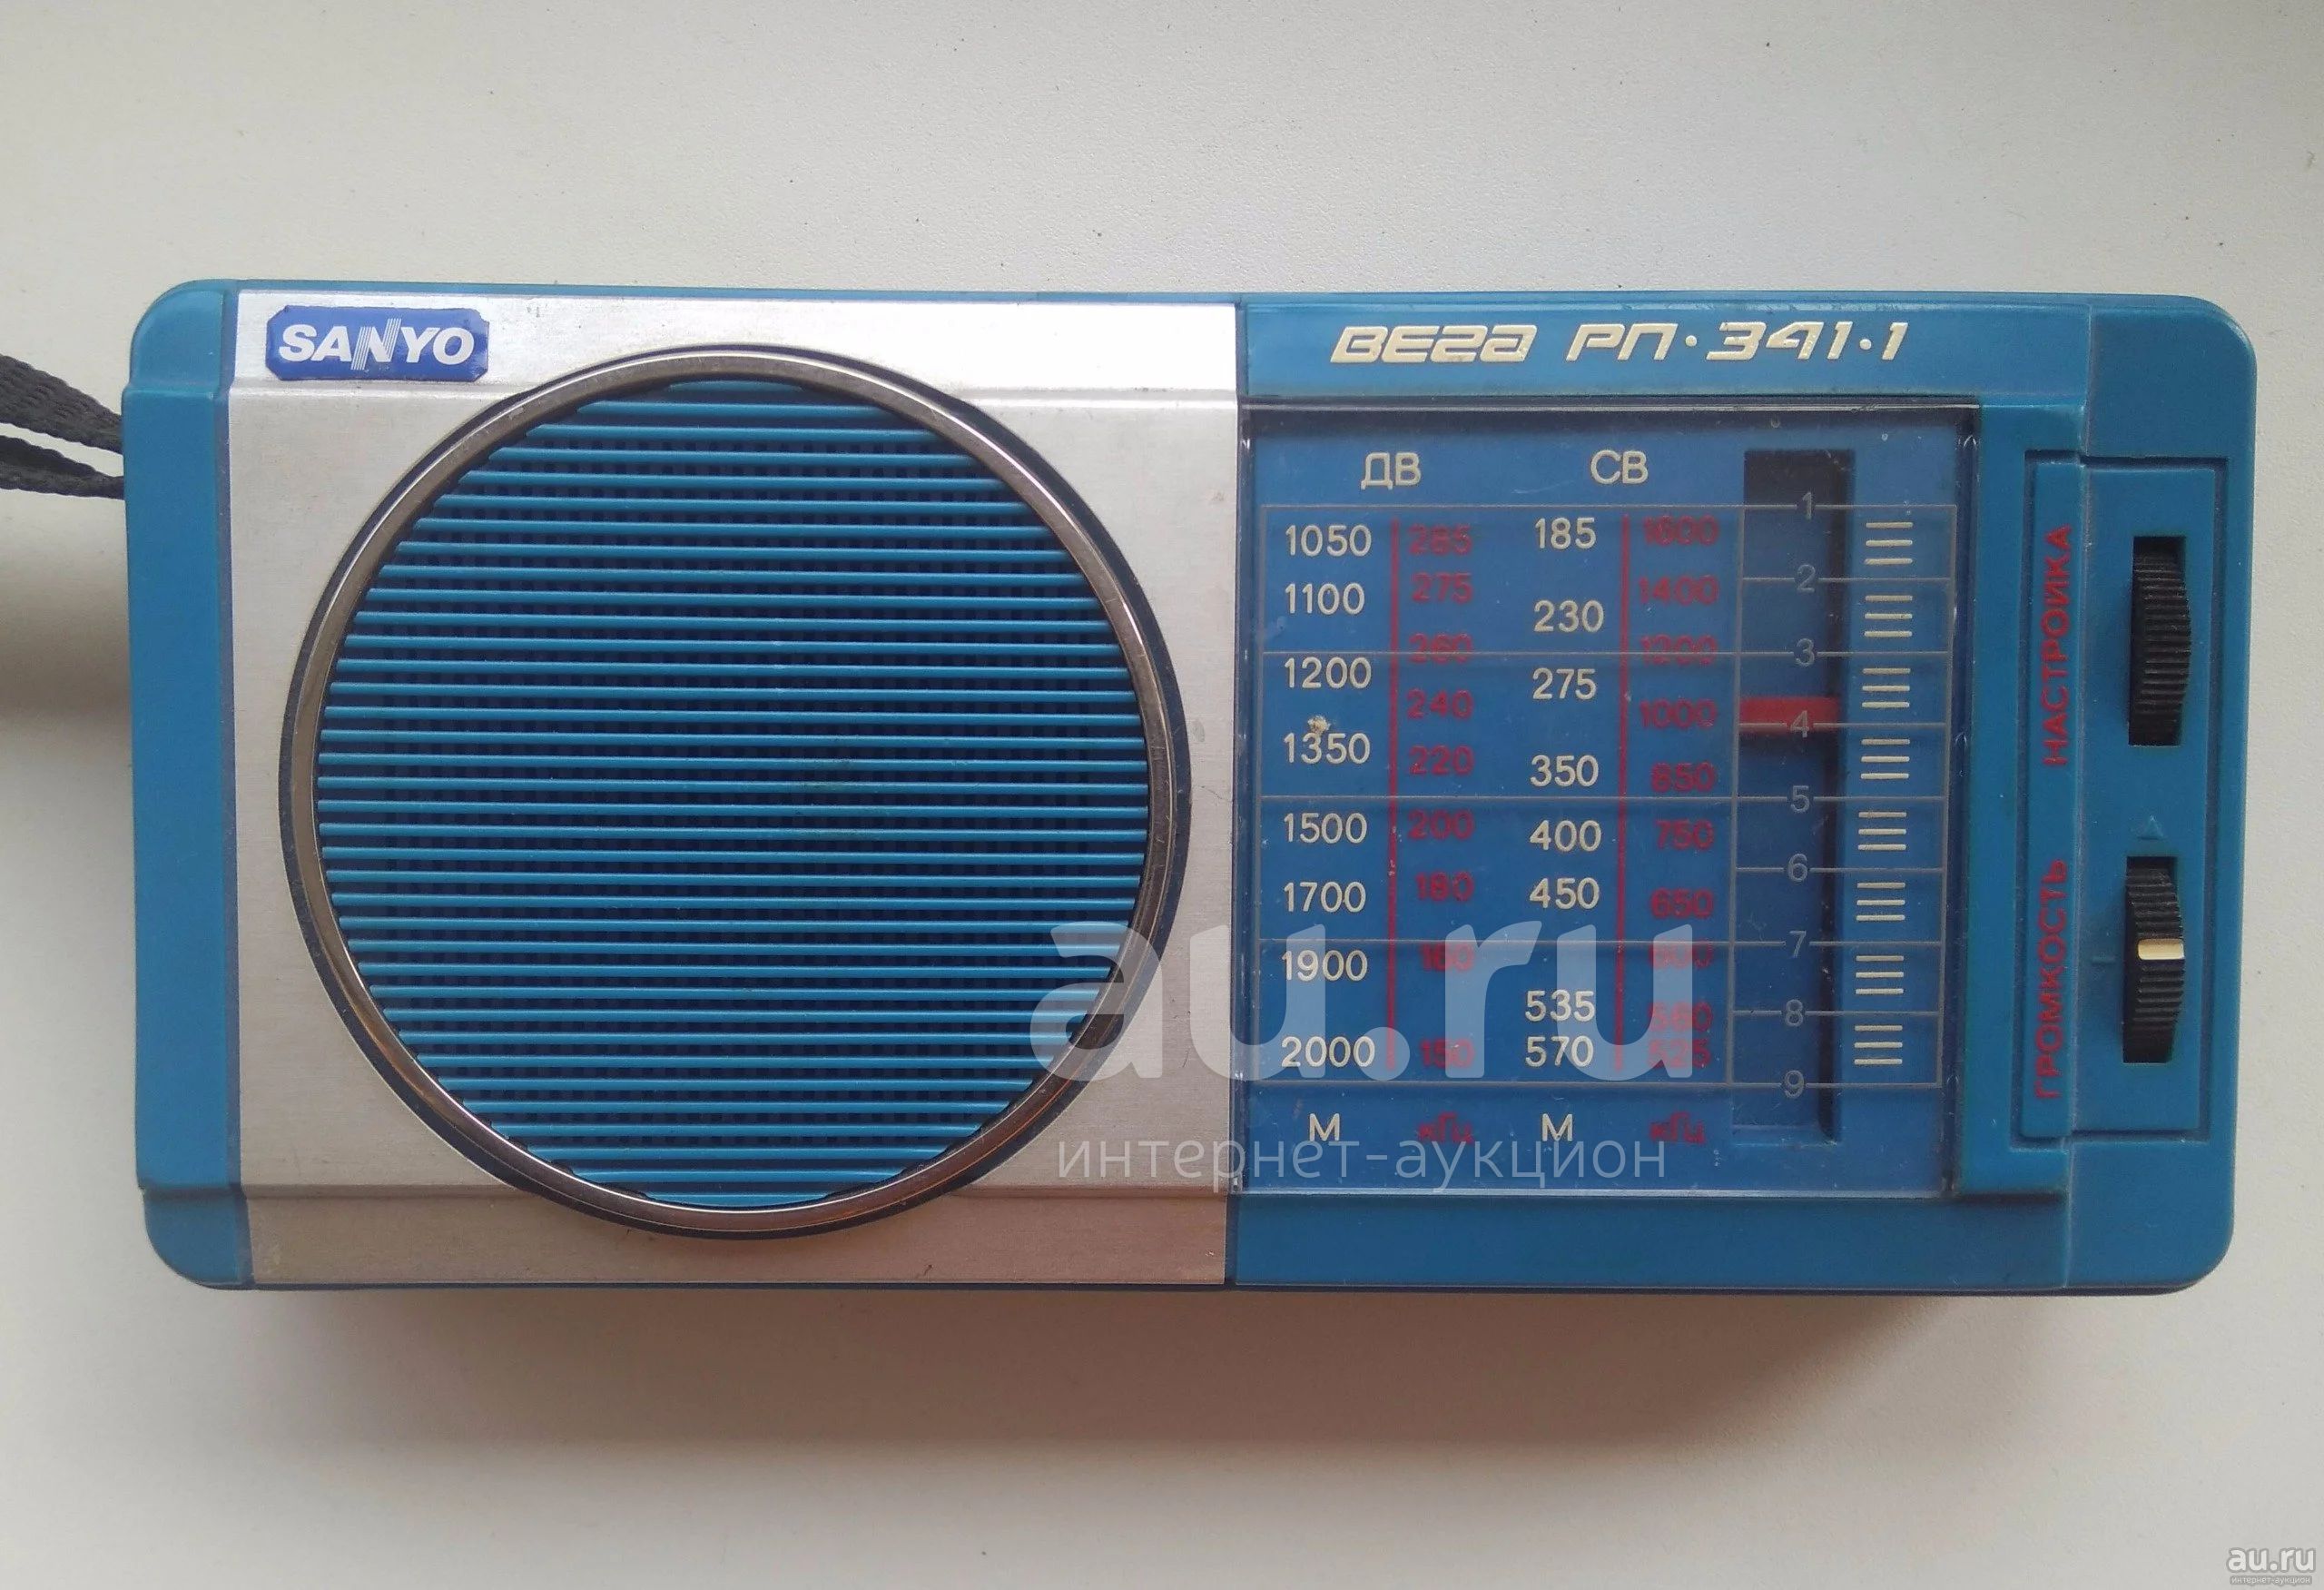 SANYO
ВЕГА РП·341·1
ДВ СВ
1050 285 185 1600 1
1100 275 230 1400 2
1200 260 275 1200 3
1350 240 350 1000 4
1500 220 400 850 5
1700 200 450 750 6
1900 180 535 650 7
2000 160 570 600 8
150 560 9
525
М кГц М кГц
НАСТРОЙКА
ГРОМКОСТЬ
au.ru
интернет-аукцион
au.ru
интернет-аукцион